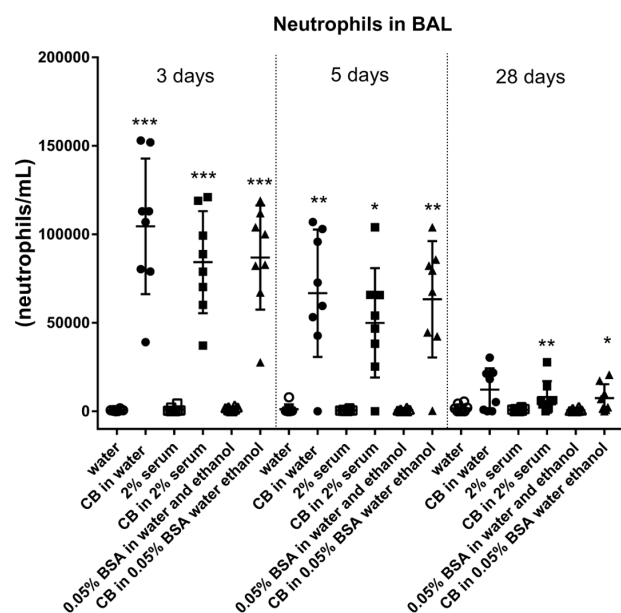 Neutrophils in BAL
3 days
5 days
28 days
(neutrophils/mL)
200000
150000
100000
50000
0
***
***
***
**
*
**
**
*
water
CB in water
2% serum
CB in 2% serum
0.05% BSA in water and ethanol
CB in 0.05% BSA water ethanol
water
CB in water
2% serum
CB in 2% serum
0.05% BSA in water and ethanol
CB in 0.05% BSA water ethanol
water
CB in water
2% serum
CB in 2% serum
0.05% BSA in water and ethanol
CB in 0.05% BSA water ethanol